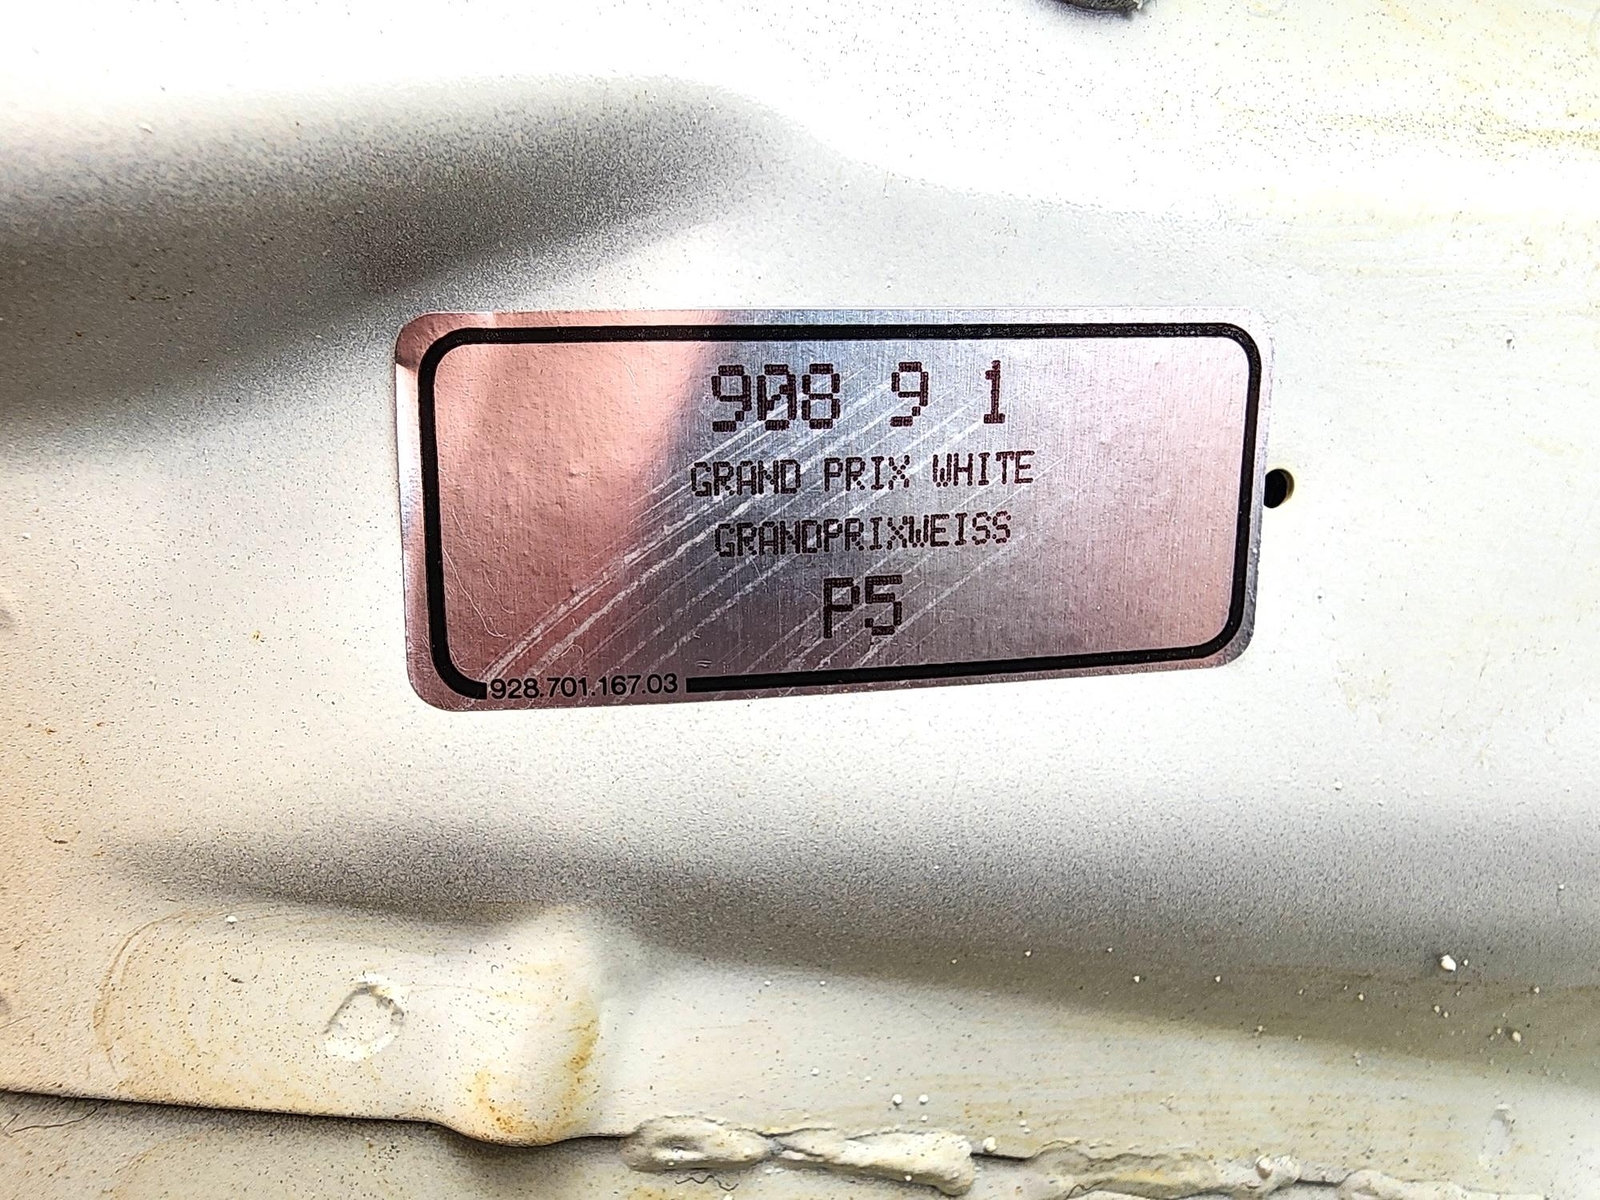 908 9 1
GRAND PRIX WHITE
GRANDPRIXWEISS
P5
928.701.167.03